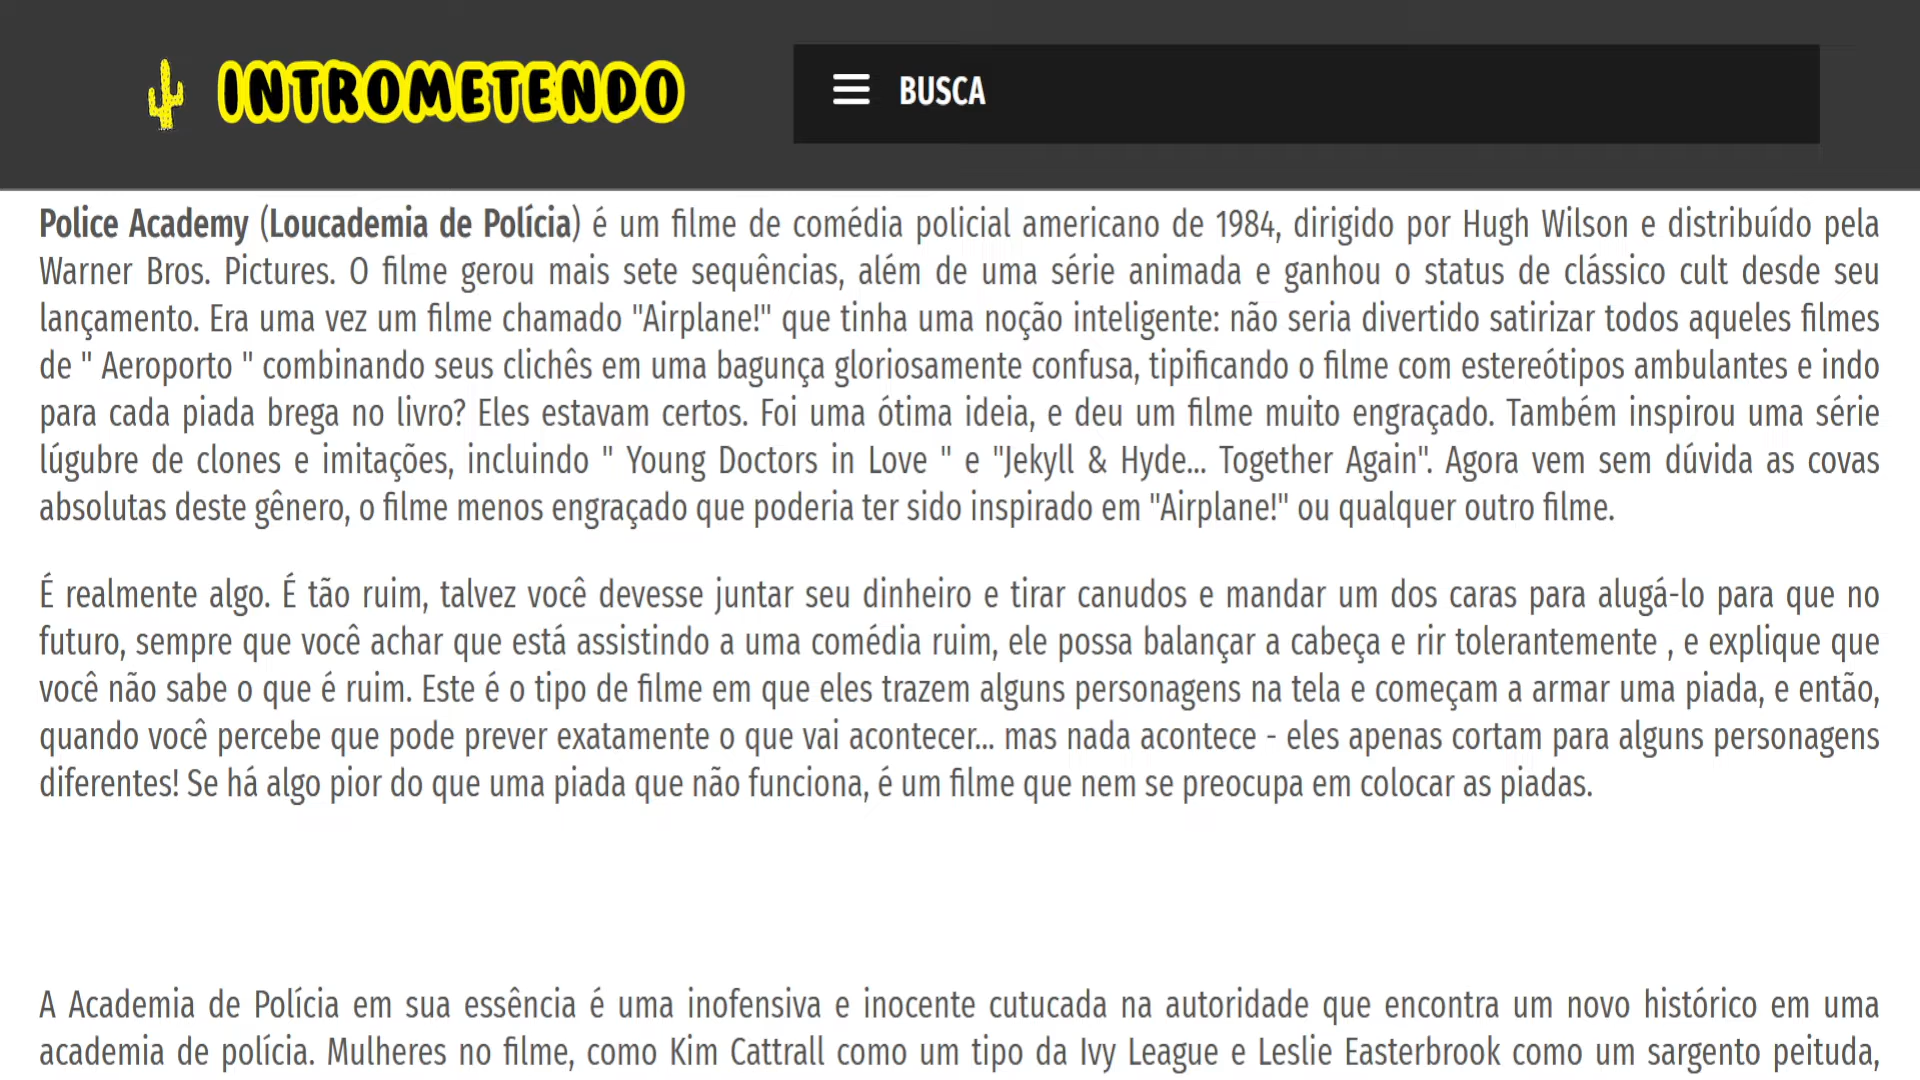 INTROMETENDO
BUSCA
Police Academy (Loucademia de Polícia) é um filme de comédia policial americano de 1984, dirigido por Hugh Wilson e distribuído pela
Warner Bros. Pictures. O filme gerou mais sete sequências, além de uma série animada e ganhou o status de clássico cult desde seu
lançamento. Era uma vez um filme chamado "Airplane!" que tinha uma noção inteligente: não seria divertido satirizar todos aqueles filmes
de " Aeroporto " combinando seus clichês em uma bagunça gloriosamente confusa, tipificando o filme com estereótipos ambulantes e indo
para cada piada brega no livro? Eles estavam certos. Foi uma ótima ideia, e deu um filme muito engraçado. Também inspirou uma série
lúgubre de clones e imitações, incluindo " Young Doctors in Love " e "Jekyll & Hyde... Together Again". Agora vem sem dúvida as covas
absolutas deste gênero, o filme menos engraçado que poderia ter sido inspirado em "Airplane!" ou qualquer outro filme.
É realmente algo. É tão ruim, talvez você devesse juntar seu dinheiro e tirar canudos e mandar um dos caras para alugá-lo para que no
futuro, sempre que você achar que está assistindo a uma comédia ruim, ele possa balançar a cabeça e rir tolerantemente , e explique que
você não sabe o que é ruim. Este é o tipo de filme em que eles trazem alguns personagens na tela e começam a armar uma piada, e então,
quando você percebe que pode prever exatamente o que vai acontecer... mas nada acontece - eles apenas cortam para alguns personagens
diferentes! Se há algo pior do que uma piada que não funciona, é um filme que nem se preocupa em colocar as piadas.
A Academia de Polícia em sua essência é uma inofensiva e inocente cutucada na autoridade que encontra um novo histórico em uma
academia de polícia. Mulheres no filme, como Kim Cattrall como um tipo da Ivy League e Leslie Easterbrook como um sargento peituda,